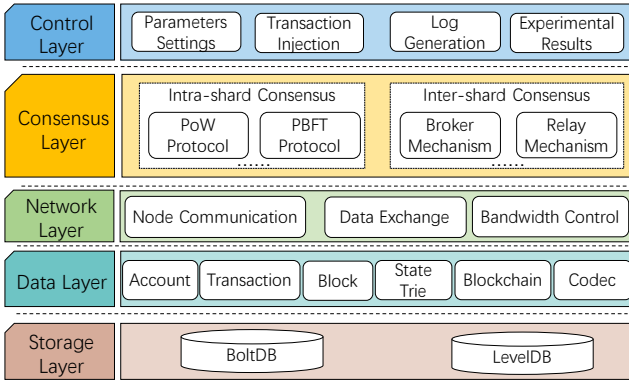 Control
Layer
Parameters
Settings
Transaction
Injection
Log
Generation
Experimental
Results
Consensus
Layer
Intra-shard Consensus
PoW
Protocol
PBFT
Protocol
......
Inter-shard Consensus
Broker
Mechanism
Relay
Mechanism
......
Network
Layer
Node Communication
Data Exchange
Bandwidth Control
Data Layer
Account
Transaction
Block
State
Trie
Blockchain
Codec
Storage
Layer
BoltDB
LevelDB